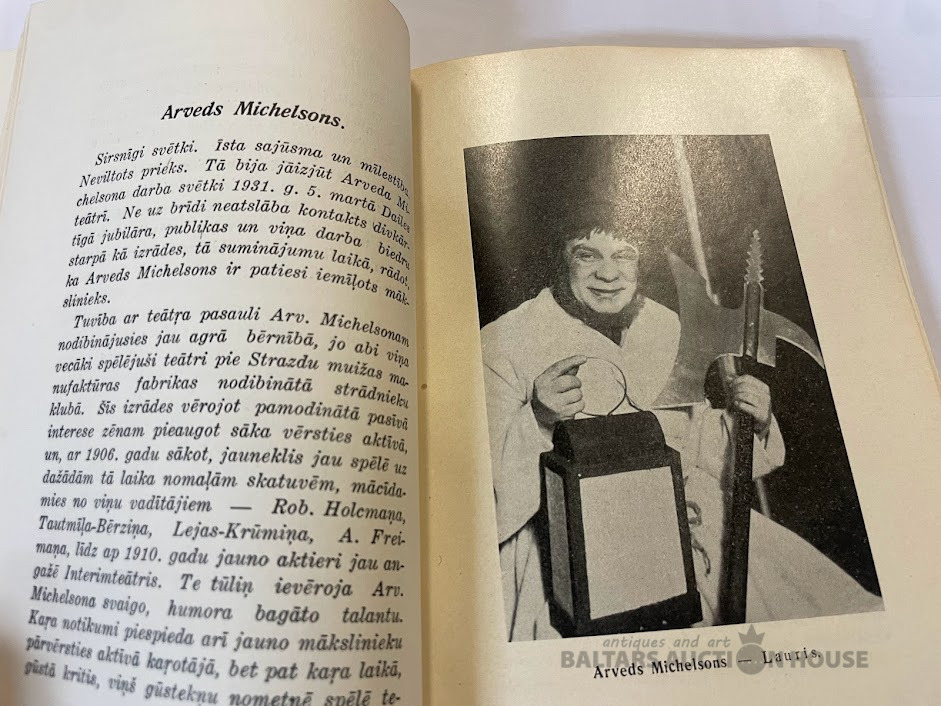 Arveds Michelsons.
Sirsnīgi svētki. Īsta sajūsma un mīlestība.
Neviltots prieks. Tā bija jāizjūt Arveda Mi-
chelsona darba svētki 1931. g. 5. martā Dailes
teātrī. Ne uz brīdi neatslāba kontakts divkār-
tīgā jubilāra, publiķas un viņa darba biedru
starpā kā izrādes, tā sumināju­mu laikā, rādot,
ka Arveds Michelsons ir patiesi iemīļots māk-
slinieks.
Tuvība ar teātŗa pasauli Arv. Michelsonam
nodibinājusies jau agrā bērnībā, jo abi viņa
vecāki spēlējuši teātri pie Strazdu muižas ma-
nufaktūras fabrikas nodibinātā strādnieku
klubā. Šīs izrādes vērojot pamodinātā pasīvā
interese zēnam pieaugot sāka vērsties aktīvā,
un, ar 1906. gadu sākot, jauneklis jau spēlē uz
dažādām tā laika nomaļām skatuvēm, mācīda-
mies no viņu vadītājiem — Rob. Holcmaņa,
Tautmīļa-Bērziņa, Lejas-Krūmiņa, A. Frei-
maņa, līdz ap 1910. gadu jauno aktieri jau an-
gažē Interimteātris. Te tūliņ ievēroja Arv.
Michelsona svaigo, humora bagāto talantu.
Kaŗa notikumi piespieda arī jauno mākslinieku
pārvērsties aktīvā kaŗotājā, bet pat kaŗa laikā,
gūstā kritis, viņš gūstekņu nometnē spēlē te-
Arveds Michelsons — Lauris.
antiques and art
BALTARS AUCTION HOUSE